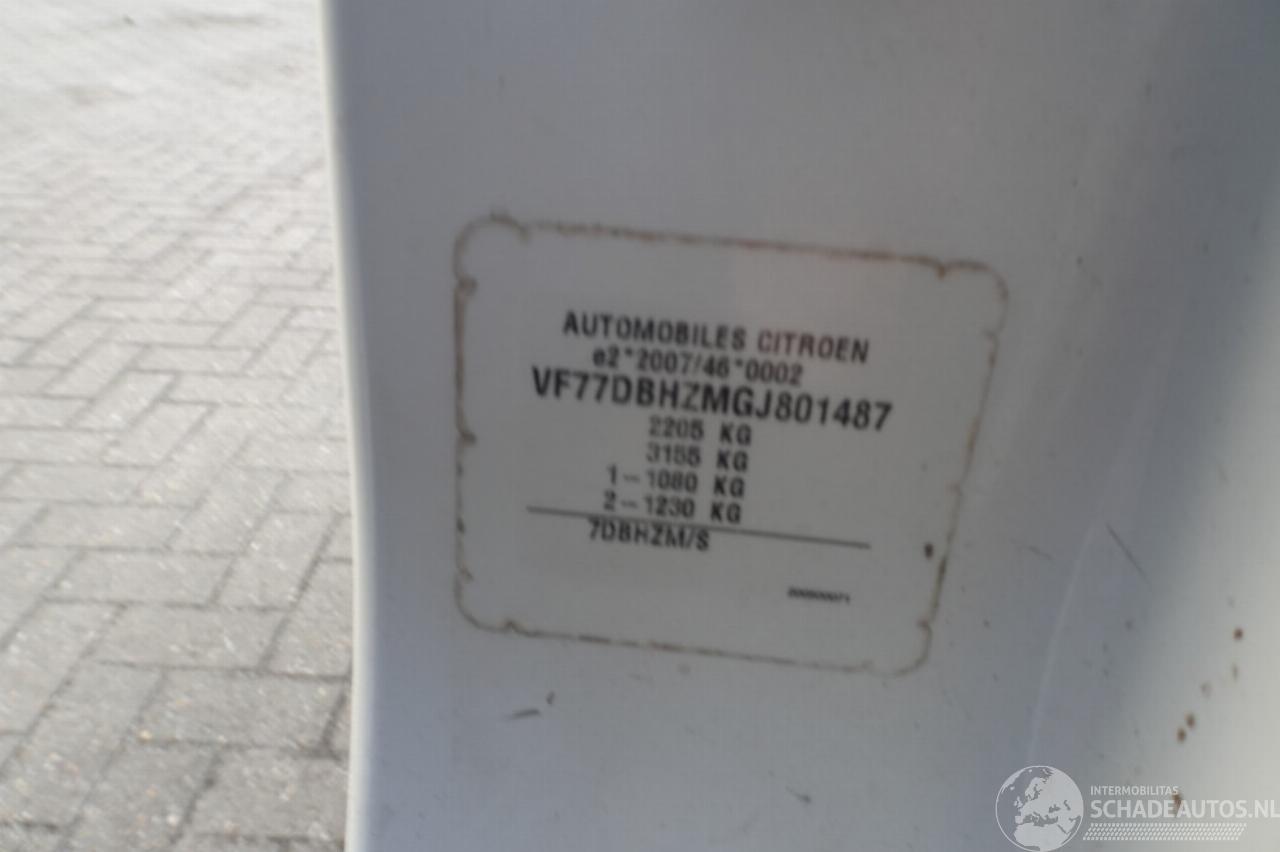 AUTOMOBILES CITROEN
e2*2007/46*0002
VF77DBHZMGJ801487
2205 KG
3155 KG
1-- 1080 KG
2-- 1230 KG
7DBHZM/S
INTERMOBILITAS
SCHADEAUTOS.NL